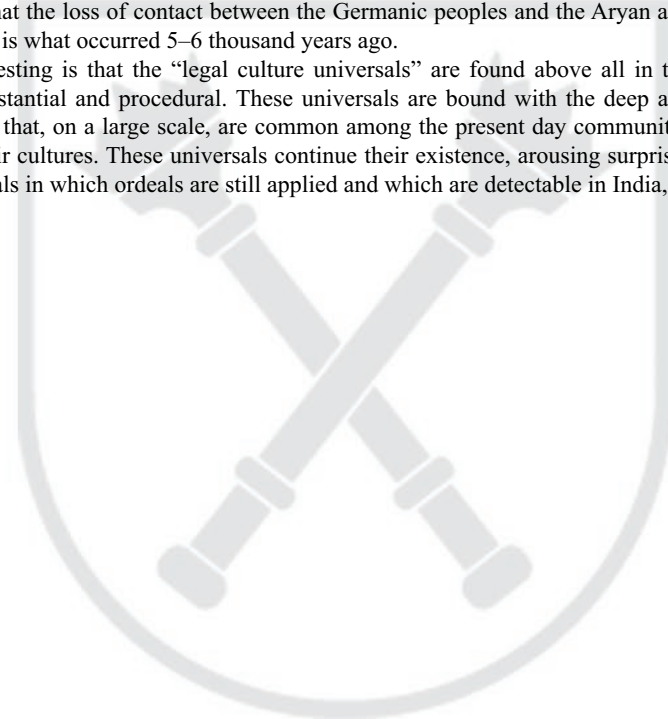 hat the loss of contact between the Germanic peoples and the Aryan a
is what occurred 5–6 thousand years ago.
esting is that the “legal culture universals” are found above all in t
stantial and procedural. These universals are bound with the deep a
that, on a large scale, are common among the present day communit
ir cultures. These universals continue their existence, arousing surpris
als in which ordeals are still applied and which are detectable in India,